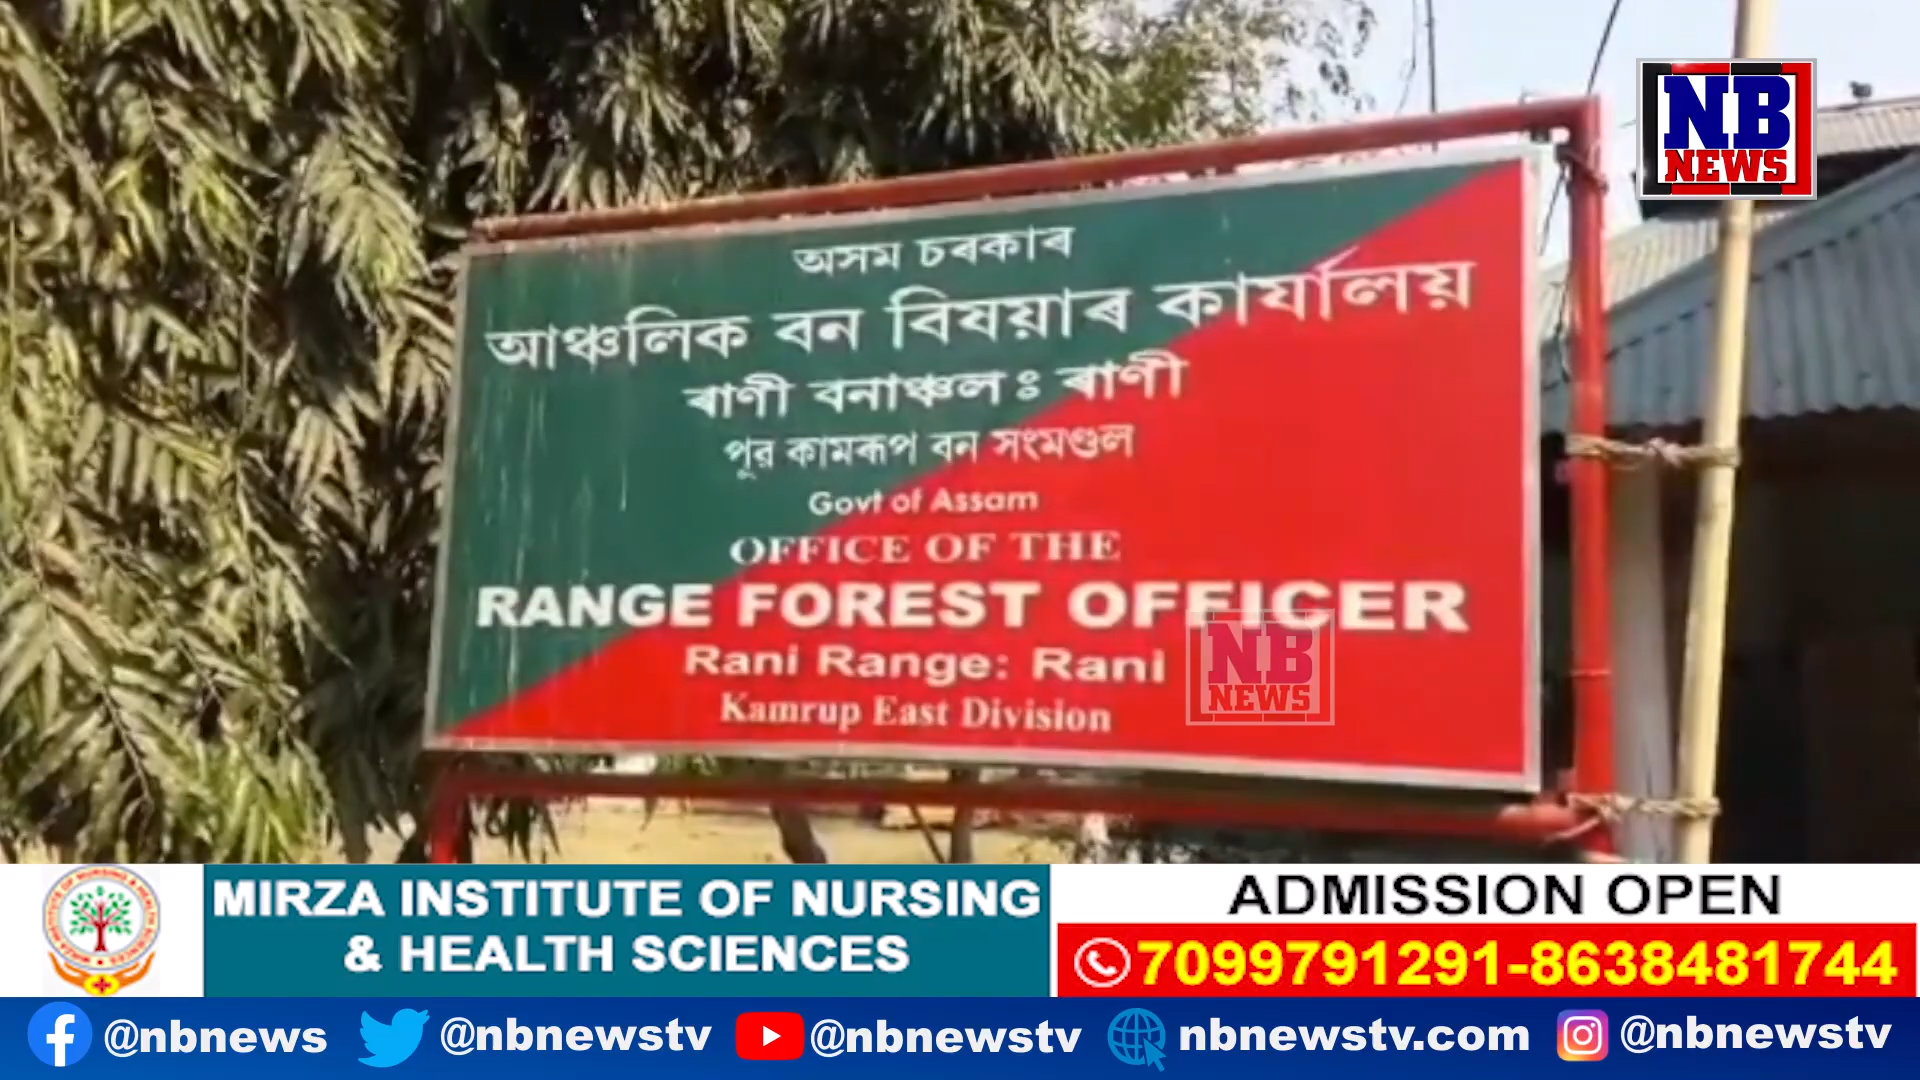 NB
NEWS
অসম চৰকাৰ
আঞ্চলিক বন বিষয়াৰ কাৰ্যালয়
ৰাণী বনাঞ্চল ঃ ৰাণী
পূব কামৰূপ বন সংমণ্ডল
Govt of Assam
OFFICE OF THE
RANGE FOREST OFFICER
Rani Range: Rani
Kamrup East Division
NB
NEWS
MIRZA INSTITUTE OF NURSING
& HEALTH SCIENCES
ADMISSION OPEN
7099791291-8638481744
@nbnews @nbnewstv @nbnewstv nbnewstv.com @nbnewstv